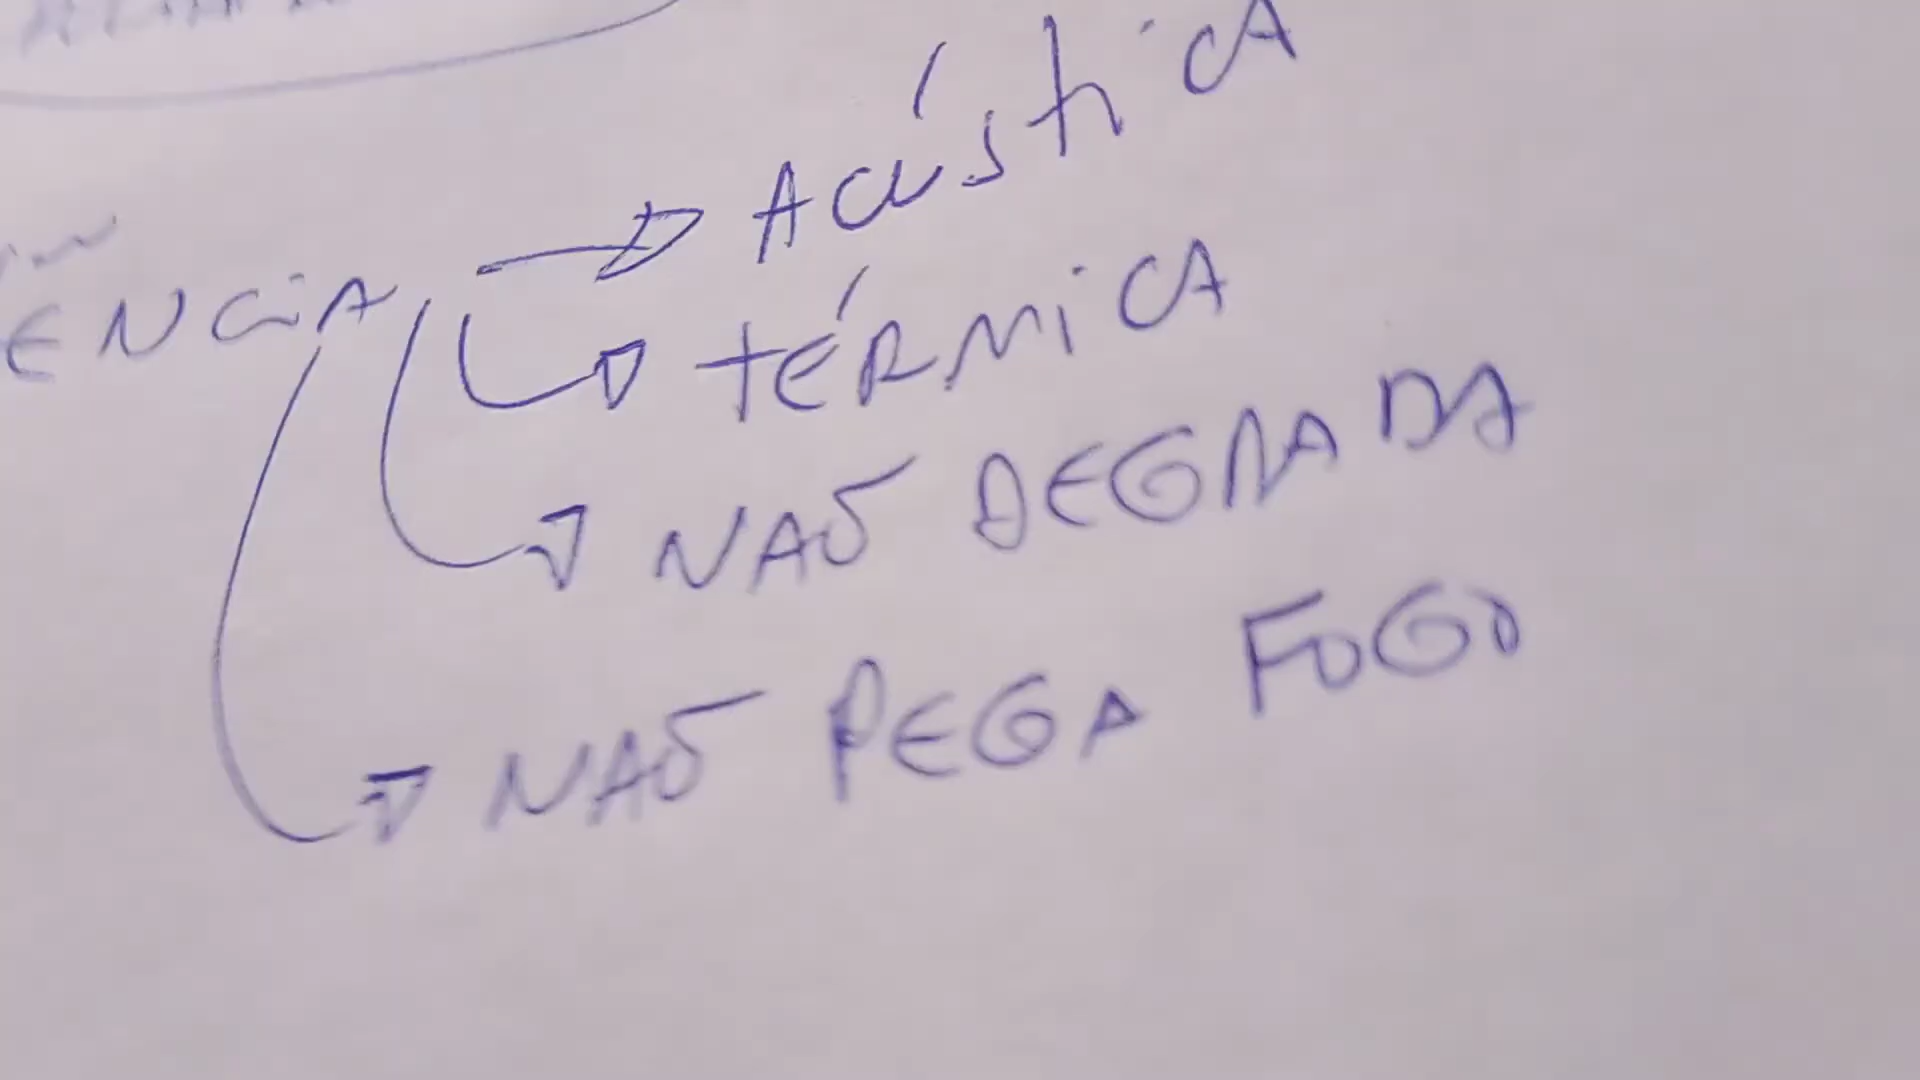 ÊNCIA
ACÚSTICA
TÉRMICA
NÃO DEGRADA
NÃO PEGA FOGO